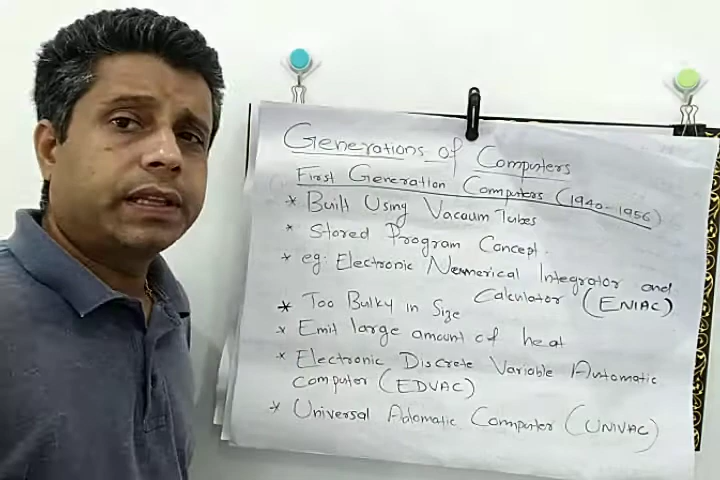 Generations of Computers
First Generation Computers (1940-1956)
* Built Using Vacuum Tubes
* Stored Program Concept.
* eg: Electronic Nemerical Integrator and
Calculator (ENIAC)
* Too Bulky in Size
* Emit large amount of heat
* Electronic Discrete Variable Automatic
Computer (EDVAC)
* Universal Automatic Computer (UNIVAC)